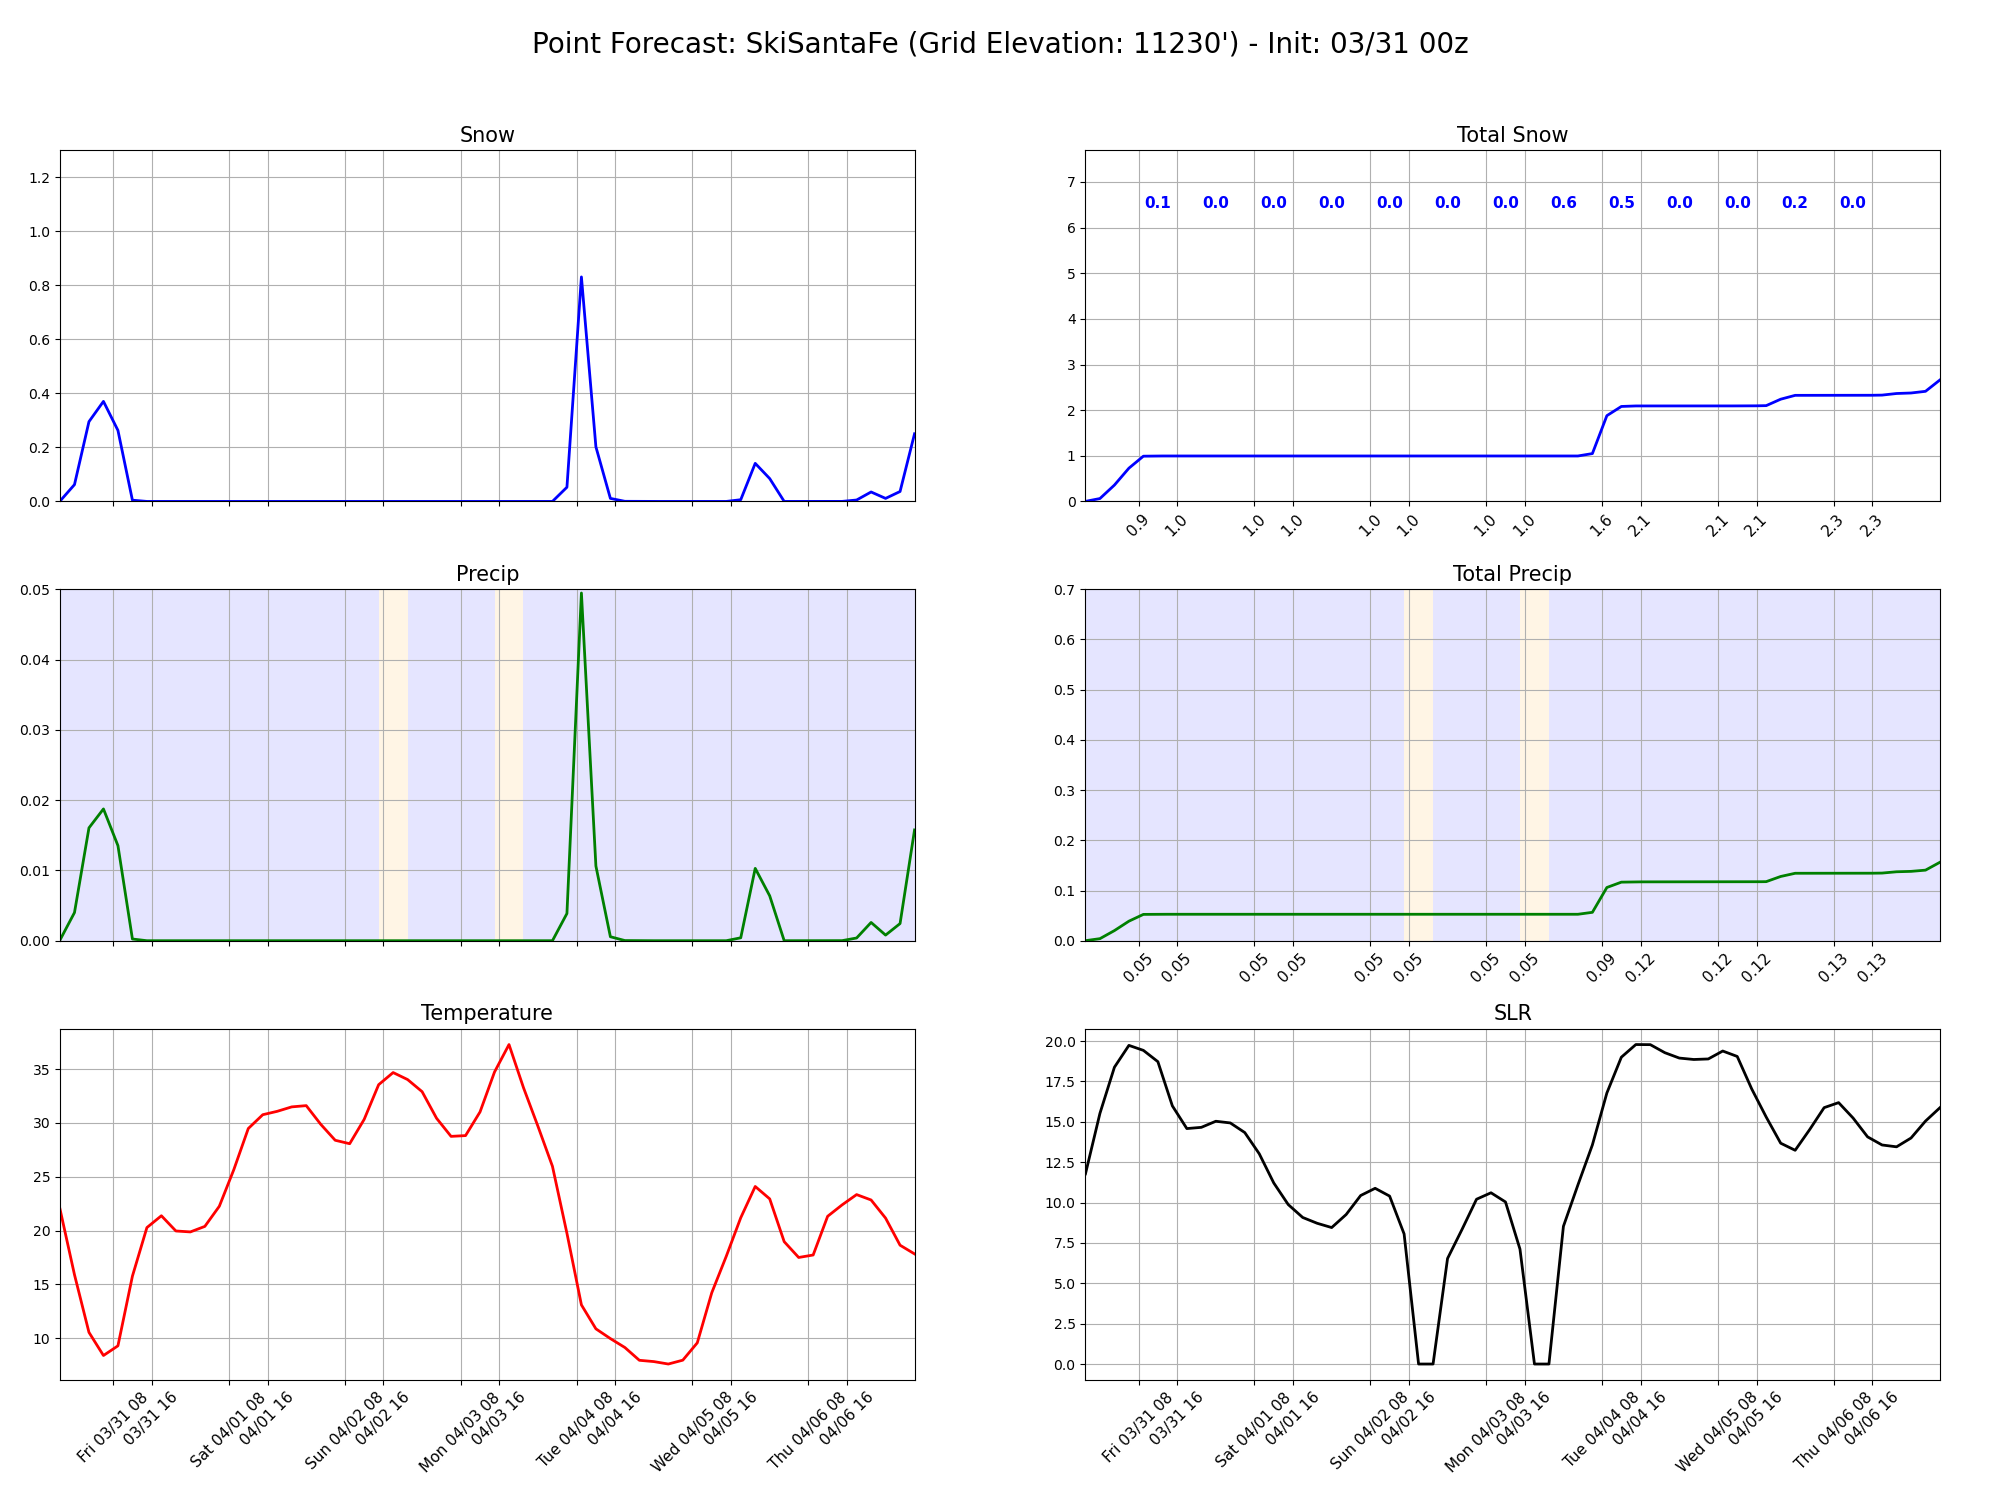 Point Forecast: SkiSantaFe (Grid Elevation: 11230') - Init: 03/31 00z
Snow
1.2
1.0
0.8
0.6
0.4
0.2
0.0
Total Snow
7
6
5
4
3
2
1
0
0.1 0.0 0.0 0.0 0.0 0.0 0.0 0.6 0.5 0.0 0.0 0.2 0.0
0.9 1.0 1.0 1.0 1.0 1.0 1.0 1.0 1.6 2.1 2.1 2.1 2.3 2.3
Precip
0.05
0.04
0.03
0.02
0.01
0.00
Total Precip
0.7
0.6
0.5
0.4
0.3
0.2
0.1
0.0
0.05 0.05 0.05 0.05 0.05 0.05 0.05 0.05 0.09 0.12 0.12 0.12 0.13 0.13
Temperature
35
30
25
20
15
10
Fri 03/31 08
03/31 16
Sat 04/01 08
04/01 16
Sun 04/02 08
04/02 16
Mon 04/03 08
04/03 16
Tue 04/04 08
04/04 16
Wed 04/05 08
04/05 16
Thu 04/06 08
04/06 16
SLR
20.0
17.5
15.0
12.5
10.0
7.5
5.0
2.5
0.0
Fri 03/31 08
03/31 16
Sat 04/01 08
04/01 16
Sun 04/02 08
04/02 16
Mon 04/03 08
04/03 16
Tue 04/04 08
04/04 16
Wed 04/05 08
04/05 16
Thu 04/06 08
04/06 16